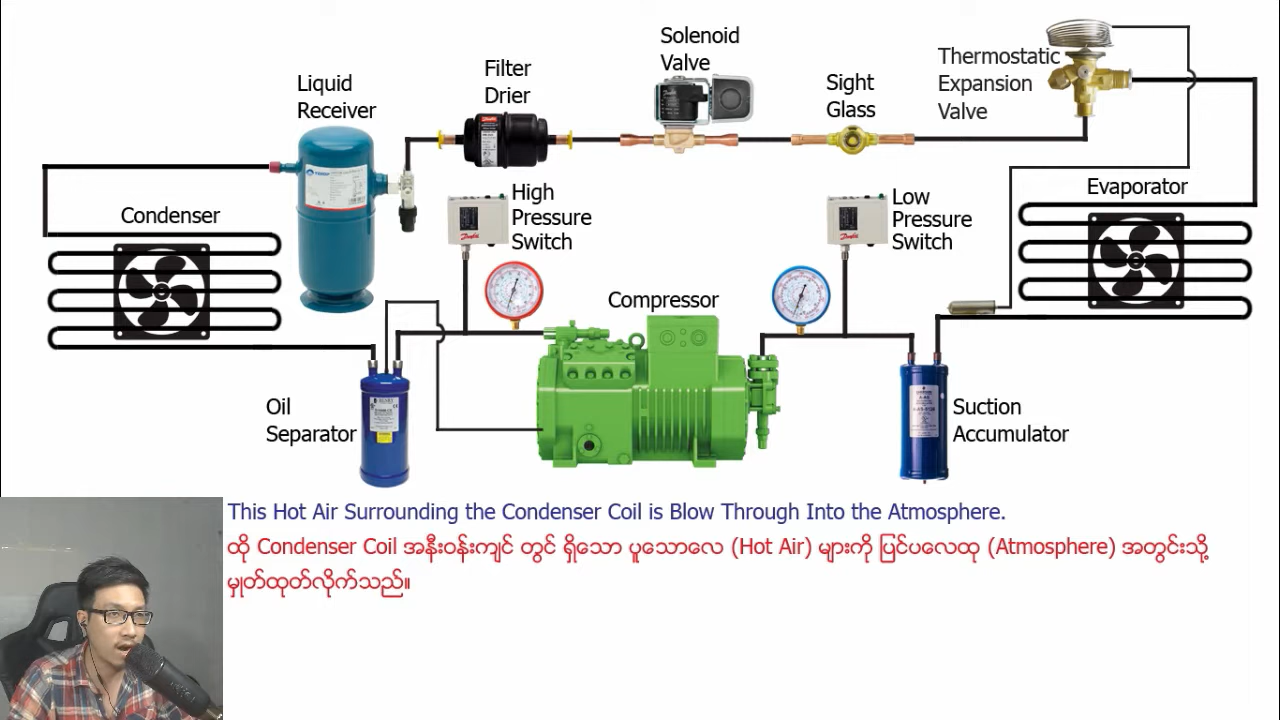 Solenoid
Valve
Thermostatic
Expansion
Valve
Filter
Drier
Sight
Glass
Liquid
Receiver
Danfoss
High
Pressure
Switch
Low
Pressure
Switch
Evaporator
Condenser
Danfoss
Danfoss
Compressor
Oil
Separator
Suction
Accumulator
This Hot Air Surrounding the Condenser Coil is Blow Through Into the Atmosphere.
ထို Condenser Coil အနီးဝန်းကျင် တွင် ရှိသော ပူသောလေ (Hot Air) များကို ပြင်ပလေထု (Atmosphere) အတွင်းသို့
မှုတ်ထုတ်လိုက်သည်။